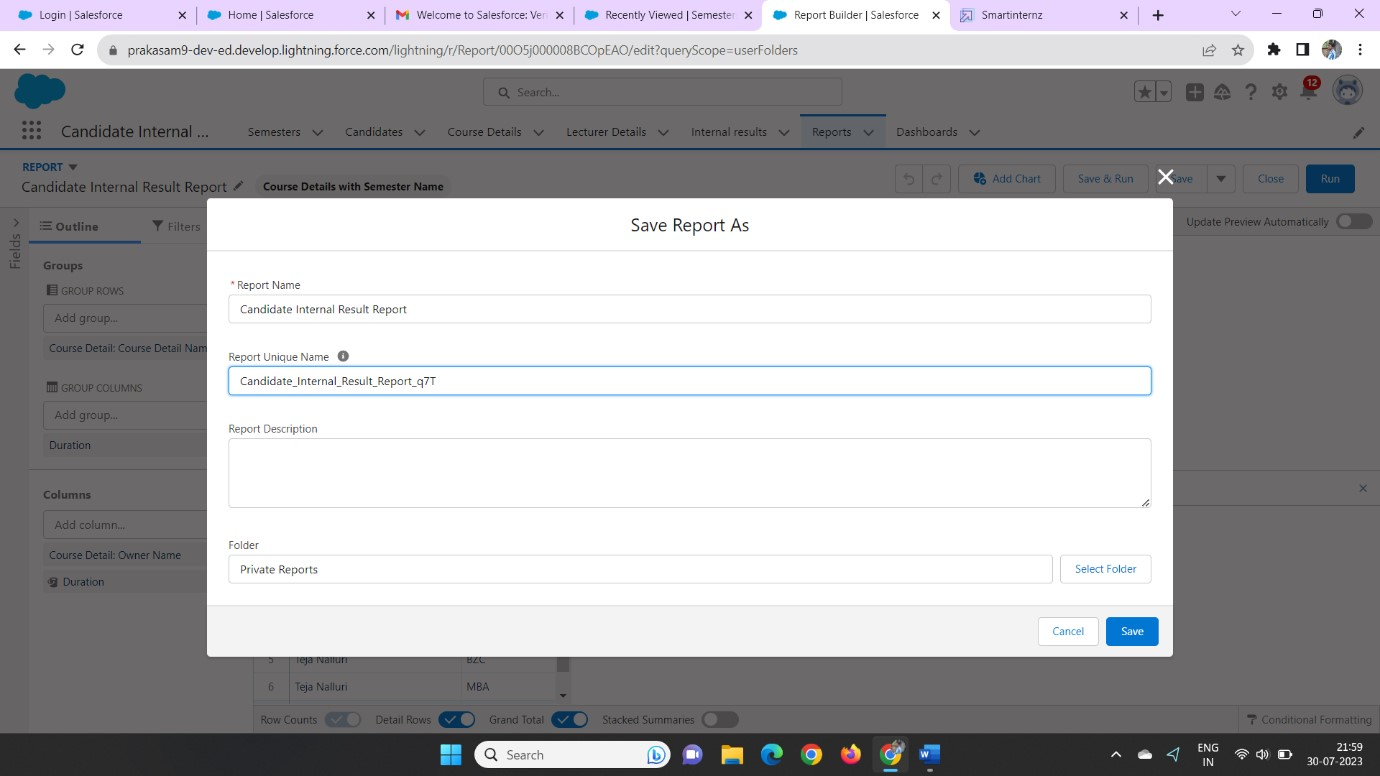 Login | Salesforce
Home | Salesforce
Welcome to Salesforce: Ver
Recently Viewed | Semester
Report Builder | Salesforce
Smartinternz
prakasam9-dev-ed.develop.lightning.force.com/lightning/r/Report/00O5j000008BCOpEAO/edit?queryScope=userFolders
Search...
12
Candidate Internal ...
Semesters
Candidates
Course Details
Lecturer Details
Internal results
Reports
Dashboards
REPORT
Candidate Internal Result Report
Course Details with Semester Name
Add Chart
Save & Run
ave
Close
Run
Fields
Outline
Filters
Update Preview Automatically
Save Report As
Groups
GROUP ROWS
Add group...
Course Detail: Course Detail Nam
GROUP COLUMNS
Add group...
Duration
Columns
Add column...
Course Detail: Owner Name
Duration
* Report Name
Candidate Internal Result Report
Report Unique Name
Candidate_Internal_Result_Report_q7T
Report Description
Folder
Private Reports
Select Folder
Cancel
Save
5 Teja Nalluri BZC
6 Teja Nalluri MBA
Row Counts
Detail Rows
Grand Total
Stacked Summaries
Conditional Formatting
Search
ENG
IN
21:59
30-07-2023